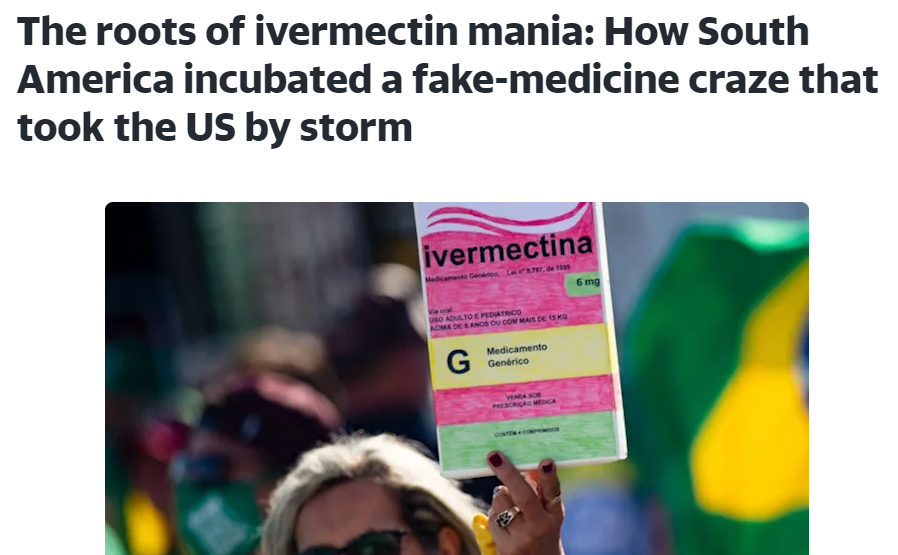 The roots of ivermectin mania: How South
America incubated a fake-medicine craze that
took the US by storm
ivermectina
Medicamento Genérico, Lei nº 9.787, de 1999
6 mg
Via oral
USO ADULTO E PEDIÁTRICO
ACIMA DE 5 ANOS OU COM MAIS DE 15 KG
G
Medicamento
Genérico
VENDA SOB
PRESCRIÇÃO MÉDICA
CONTÉM 4 COMPRIMIDOS